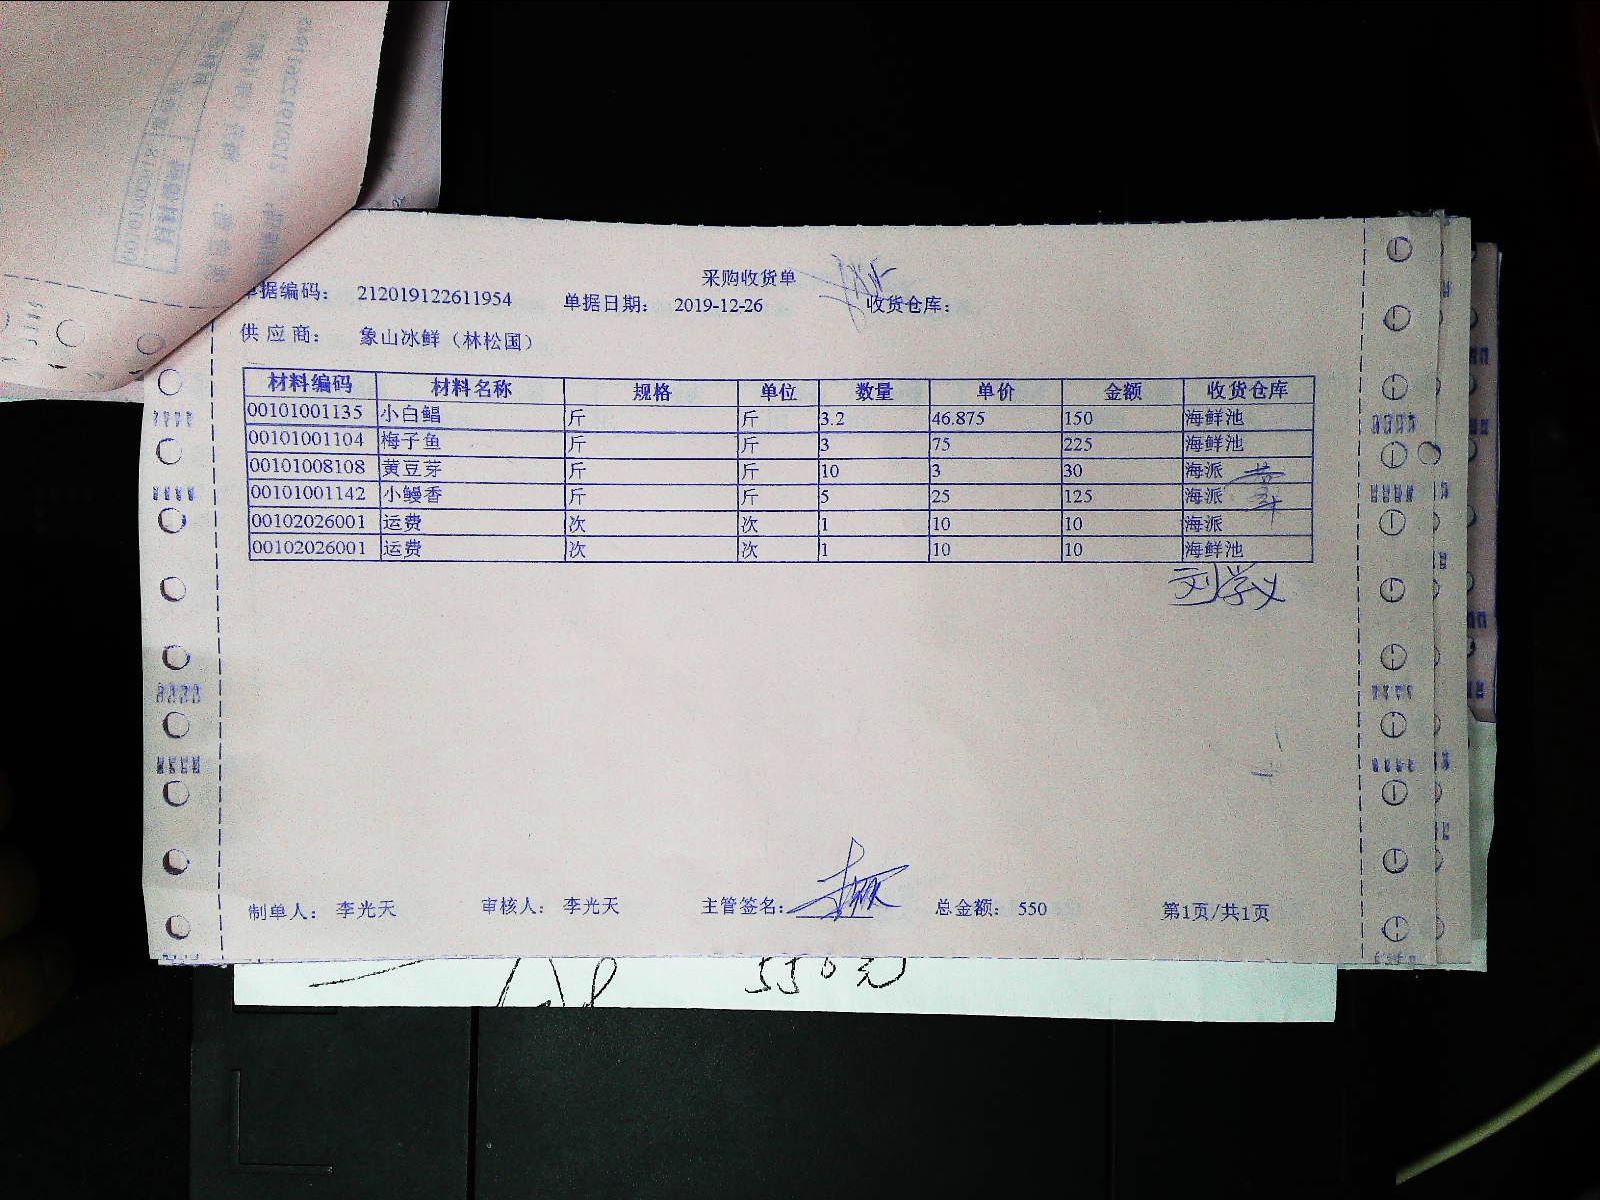 采购收货单
单据编码： 212019122611954 单据日期： 2019-12-26 收货仓库：
供 应 商： 象山冰鲜（林松国）
材料编码 材料名称 规格 单位 数量 单价 金额 收货仓库
00101001135 小白鲳 斤 斤 3.2 46.875 150 海鲜池
00101001104 梅子鱼 斤 斤 3 75 225 海鲜池
00101008108 黄豆芽 斤 斤 10 3 30 海派
00101001142 小鳗香 斤 斤 5 25 125 海派
00102026001 运费 次 次 1 10 10 海派
00102026001 运费 次 次 1 10 10 海鲜池
刘学义
制单人： 李光天 审核人： 李光天 主管签名： 总金额： 550 第1页/共1页
550元